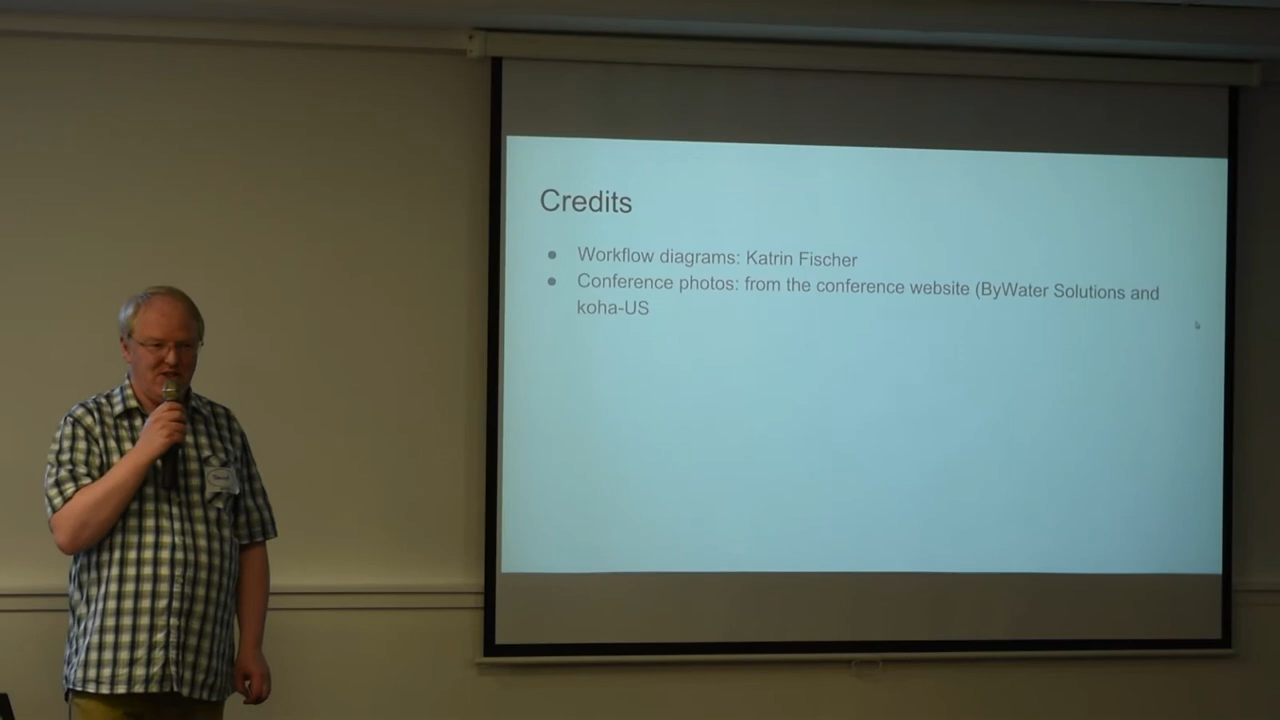 Credits
● Workflow diagrams: Katrin Fischer
● Conference photos: from the conference website (ByWater Solutions and
koha-US